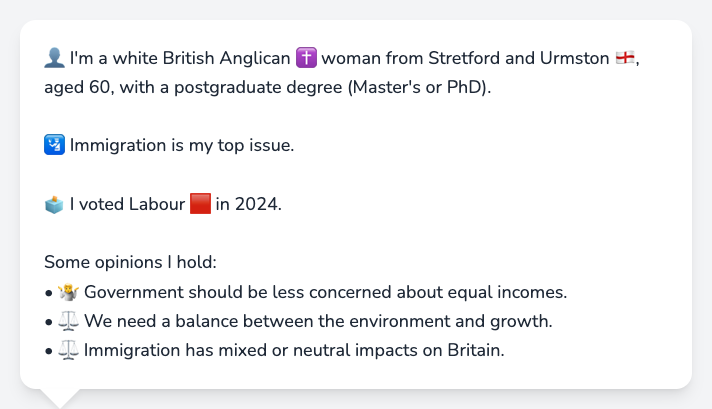 👤 I'm a white British Anglican ✝️ woman from Stretford and Urmston 🏴󠁧󠁢󠁥󠁮󠁧󠁿,
aged 60, with a postgraduate degree (Master's or PhD).
🛂 Immigration is my top issue.
🗳️ I voted Labour 🟥 in 2024.
Some opinions I hold:
• 🤷 Government should be less concerned about equal incomes.
• ⚖️ We need a balance between the environment and growth.
• ⚖️ Immigration has mixed or neutral impacts on Britain.